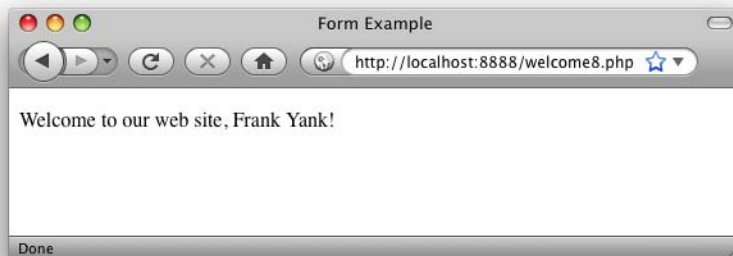 Form Example
http://localhost:8888/welcome8.php
Welcome to our web site, Frank Yank!
Done